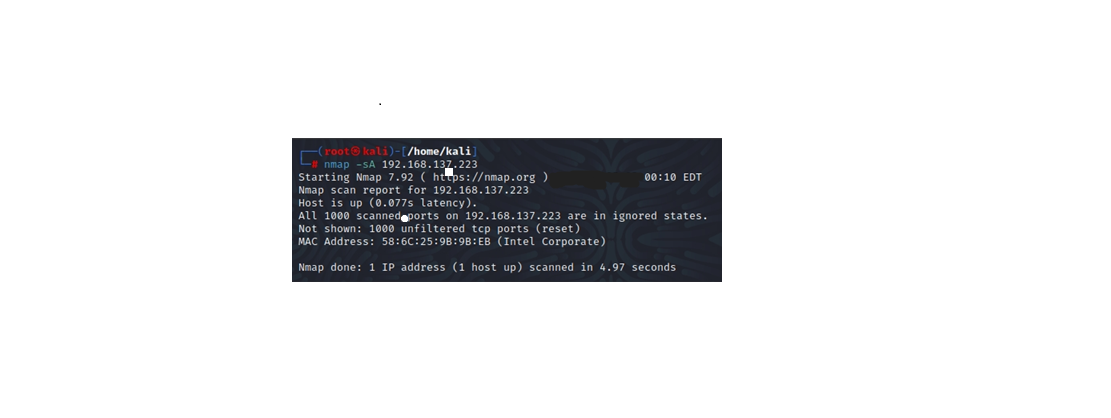 ┌──(root㉿kali)-[/home/kali]
└─# nmap -sA 192.168.137.223
Starting Nmap 7.92 ( https://nmap.org ) 00:10 EDT
Nmap scan report for 192.168.137.223
Host is up (0.077s latency).
All 1000 scanned ports on 192.168.137.223 are in ignored states.
Not shown: 1000 unfiltered tcp ports (reset)
MAC Address: 58:6C:25:9B:9B:EB (Intel Corporate)
Nmap done: 1 IP address (1 host up) scanned in 4.97 seconds